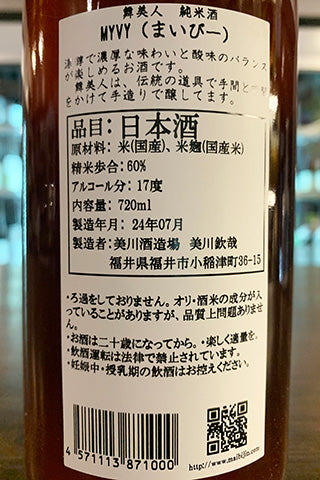 舞美人 純米酒
MYVY (まいびー)
で濃厚な味わいと酸味のバランス
が楽しめるお酒です。
舞美人は、伝統の道具で手間と
をかけて手造りで醸してます。
品目：日本酒
原材料：米(国産)、米麹(国産米)
精米歩合：60%
アルコール分：17度
内容量：720ml
製造年月：24年07月
製造者：美川酒造場 美川欽哉
福井県福井市小稲津町36-15
・ろ過をしておりません。オリ・酒米の成分が入
っていることがありますが、品質上問題ありませ
ん。
・お酒は二十歳になってから。・楽しく適量を。
・飲酒運転は法律で禁止されています。
・妊娠中・授乳期の飲酒はお控えください。
4571113871000
http://www.maibijin.com/